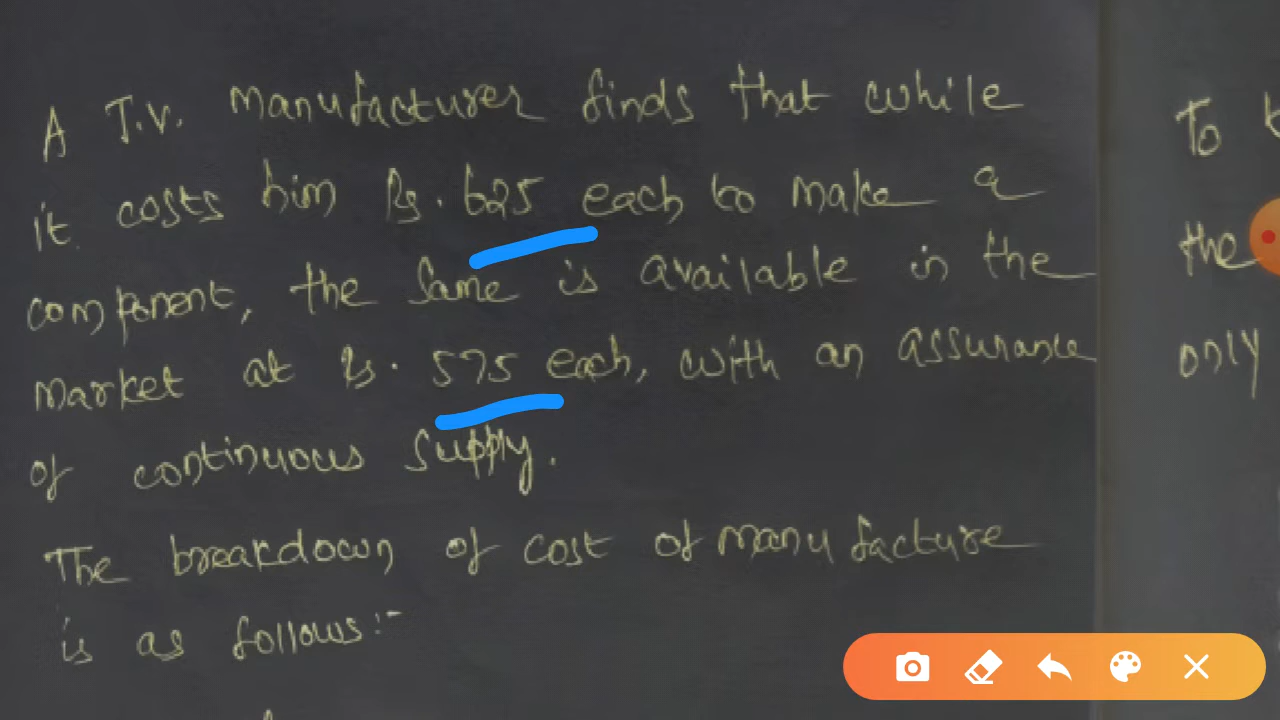 A T.V. manufacturer finds that while
it costs him Rs. 625 each to make a
component, the same is available in the
market at Rs. 575 each, with an assurance
of continuous supply.
The breakdown of cost of manufacture
is as follows:-
To
the
only